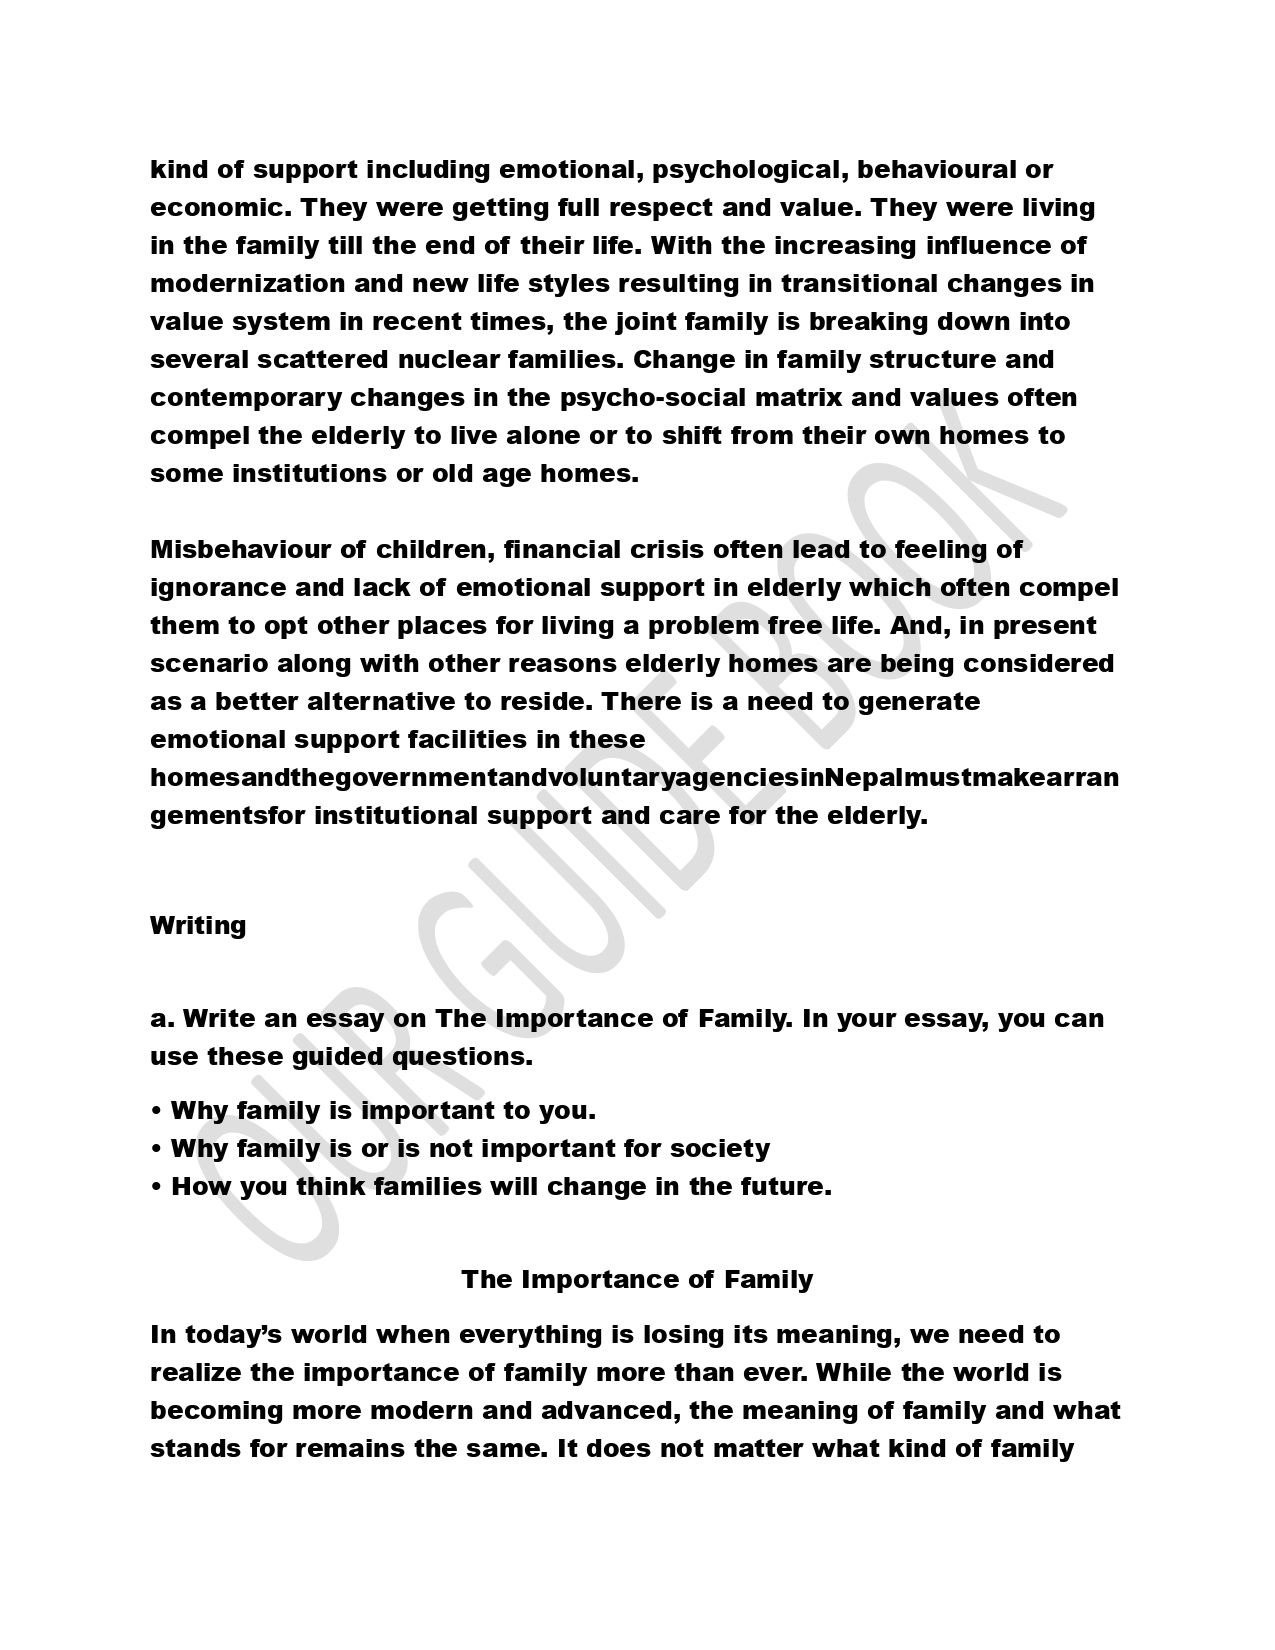 kind of support including emotional, psychological, behavioural or
economic. They were getting full respect and value. They were living
in the family till the end of their life. With the increasing influence of
modernization and new life styles resulting in transitional changes in
value system in recent times, the joint family is breaking down into
several scattered nuclear families. Change in family structure and
contemporary changes in the psycho-social matrix and values often
compel the elderly to live alone or to shift from their own homes to
some institutions or old age homes.
Misbehaviour of children, financial crisis often lead to feeling of
ignorance and lack of emotional support in elderly which often compel
them to opt other places for living a problem free life. And, in present
scenario along with other reasons elderly homes are being considered
as a better alternative to reside. There is a need to generate
emotional support facilities in these
homesandthegovernmentandvoluntaryagenciesinNepalmustmakearran
gementsfor institutional support and care for the elderly.
Writing
a. Write an essay on The Importance of Family. In your essay, you can
use these guided questions.
• Why family is important to you.
• Why family is or is not important for society
• How you think families will change in the future.
The Importance of Family
In today’s world when everything is losing its meaning, we need to
realize the importance of family more than ever. While the world is
becoming more modern and advanced, the meaning of family and what
stands for remains the same. It does not matter what kind of family
OUR GUIDE BOOK